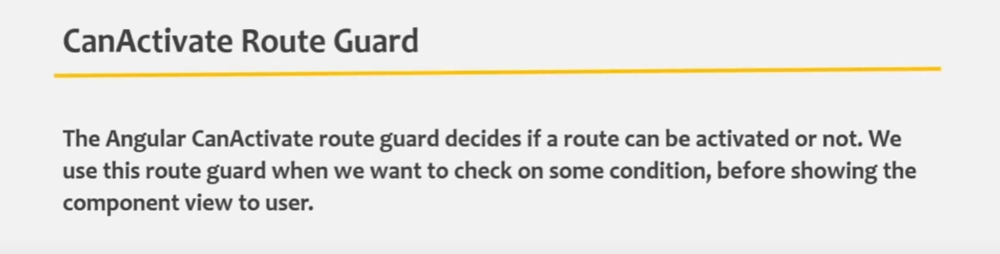 CanActivate Route Guard
The Angular CanActivate route guard decides if a route can be activated or not. We
use this route guard when we want to check on some condition, before showing the
component view to user.